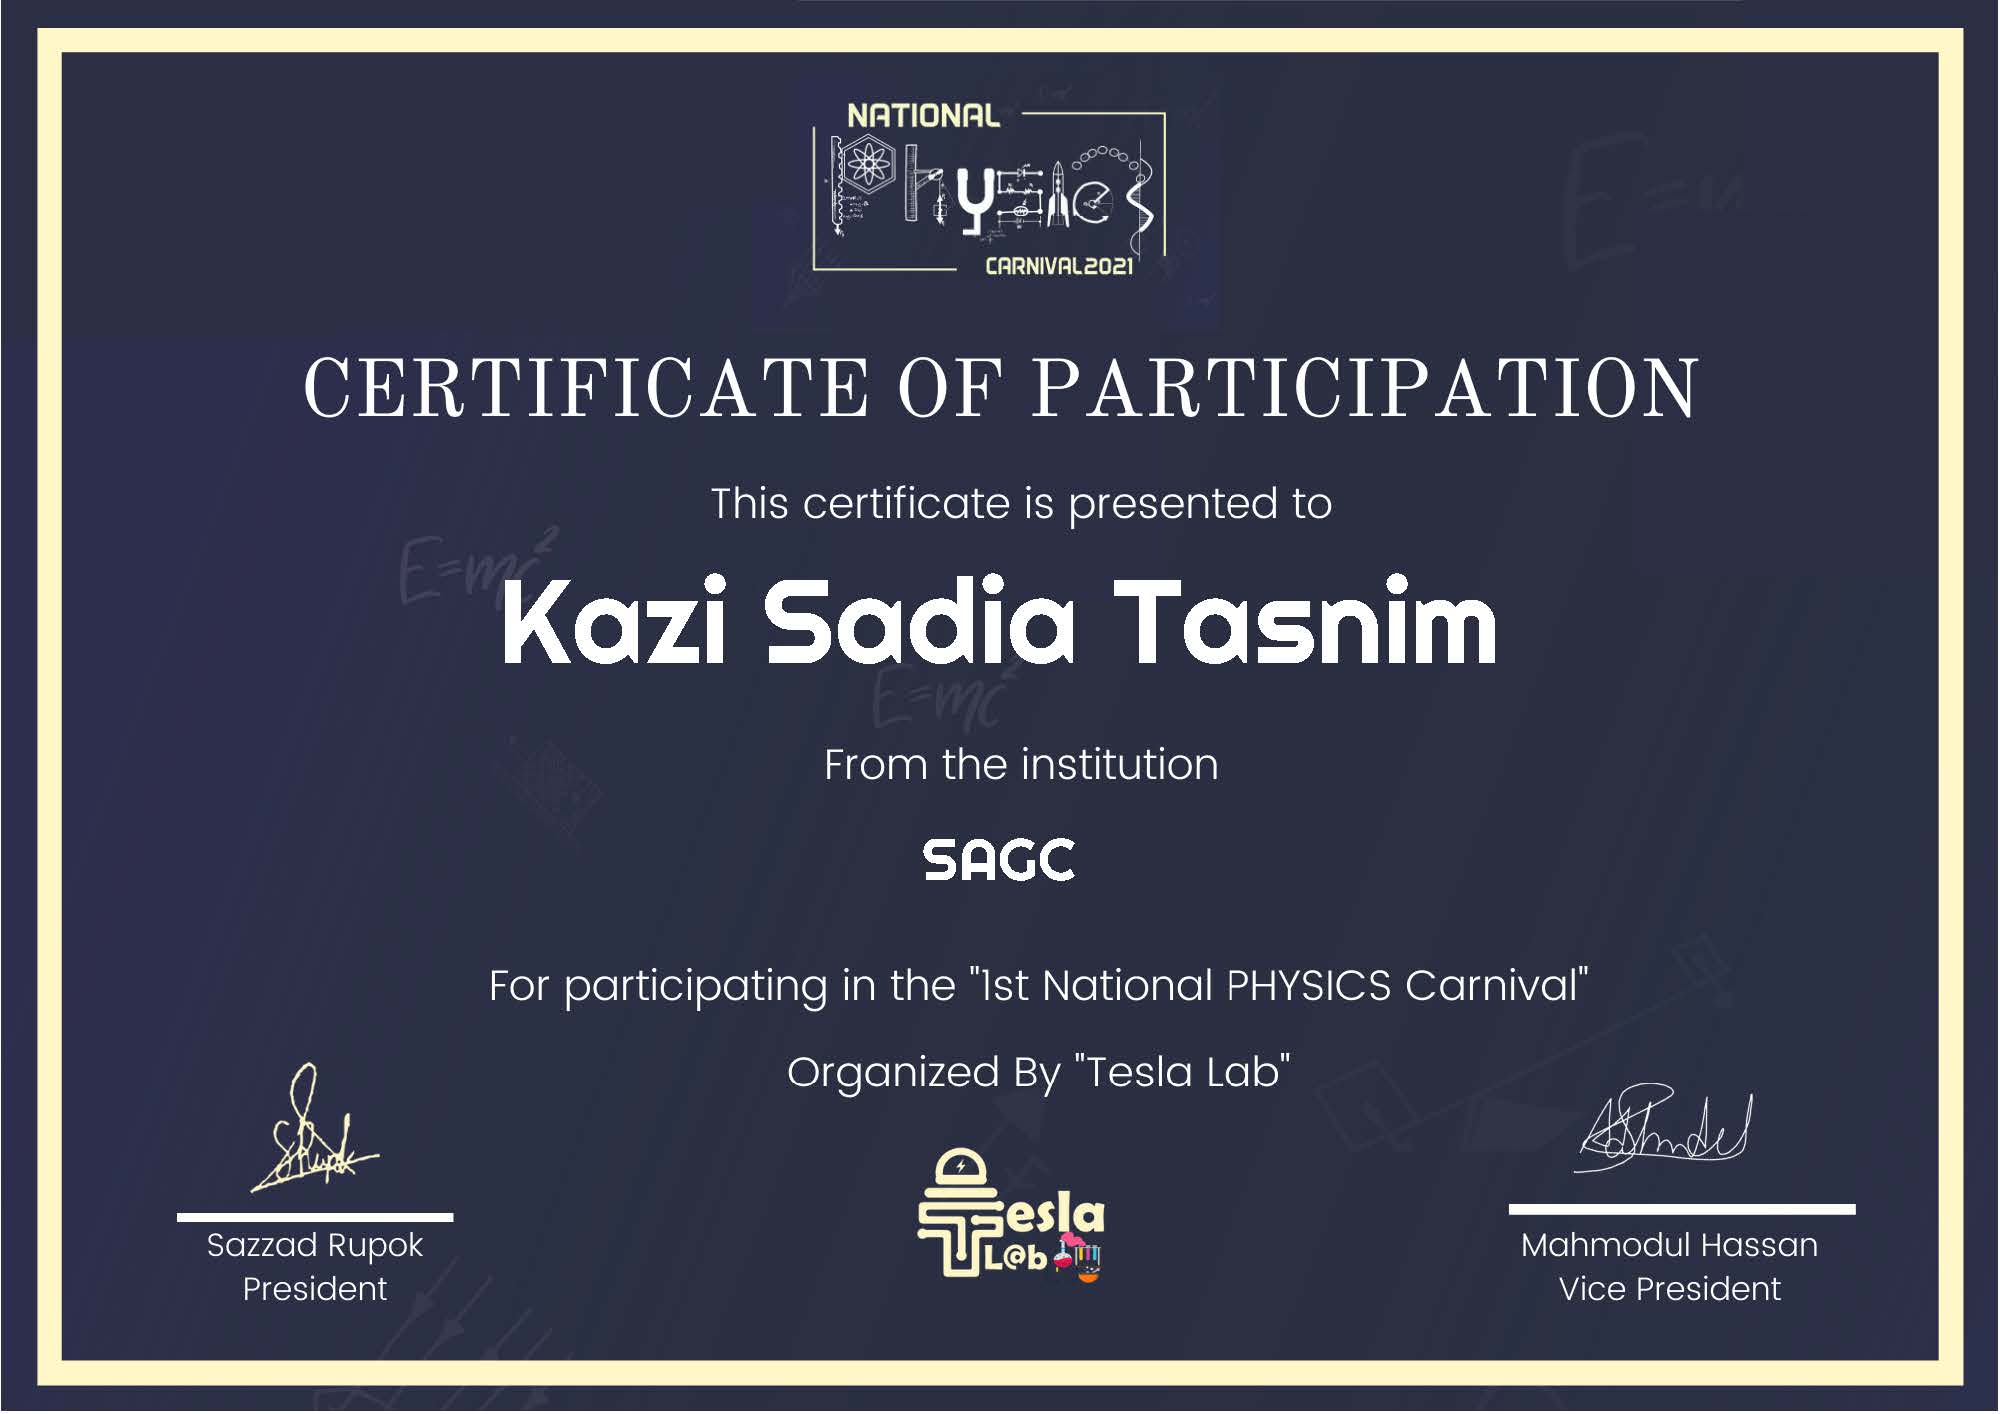 NATIONAL
Physics
CARNIVAL2021
CERTIFICATE OF PARTICIPATION
This certificate is presented to
E=mc²
Kazi Sadia Tasnim
E=mc²
From the institution
SAGC
For participating in the "1st National PHYSICS Carnival"
Organized By "Tesla Lab"
Tesla
L@b
Sazzad Rupok
President
Mahmodul Hassan
Vice President